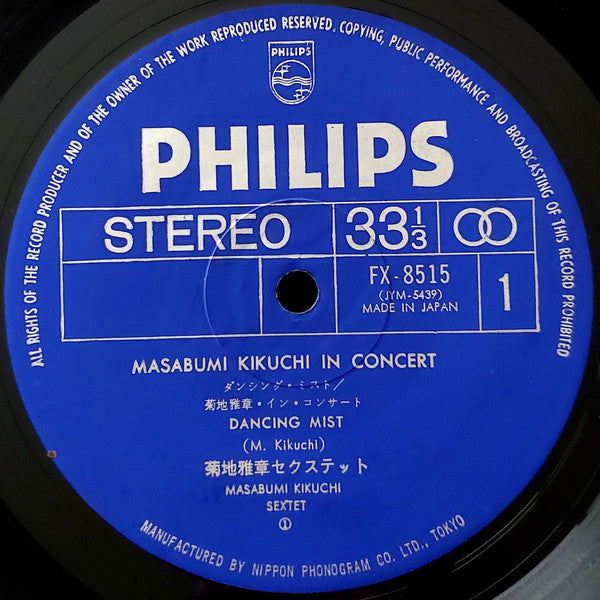 ALL RIGHTS OF THE RECORD PRODUCER AND OF THE OWNER OF THE WORK REPRODUCED RESERVED. COPYING, PUBLIC PERFORMANCE AND BROADCASTING OF THIS RECORD PROHIBITED
PHILIPS
PHILIPS
STEREO 33 1/3
FX-8515
(JYM-5439)
MADE IN JAPAN
1
MASABUMI KIKUCHI IN CONCERT
ダンシング・ミスト/
菊地雅章・イン・コンサート
DANCING MIST
(M. Kikuchi)
菊地雅章セクステット
MASABUMI KIKUCHI
SEXTET
①
MANUFACTURED BY NIPPON PHONOGRAM CO. LTD., TOKYO